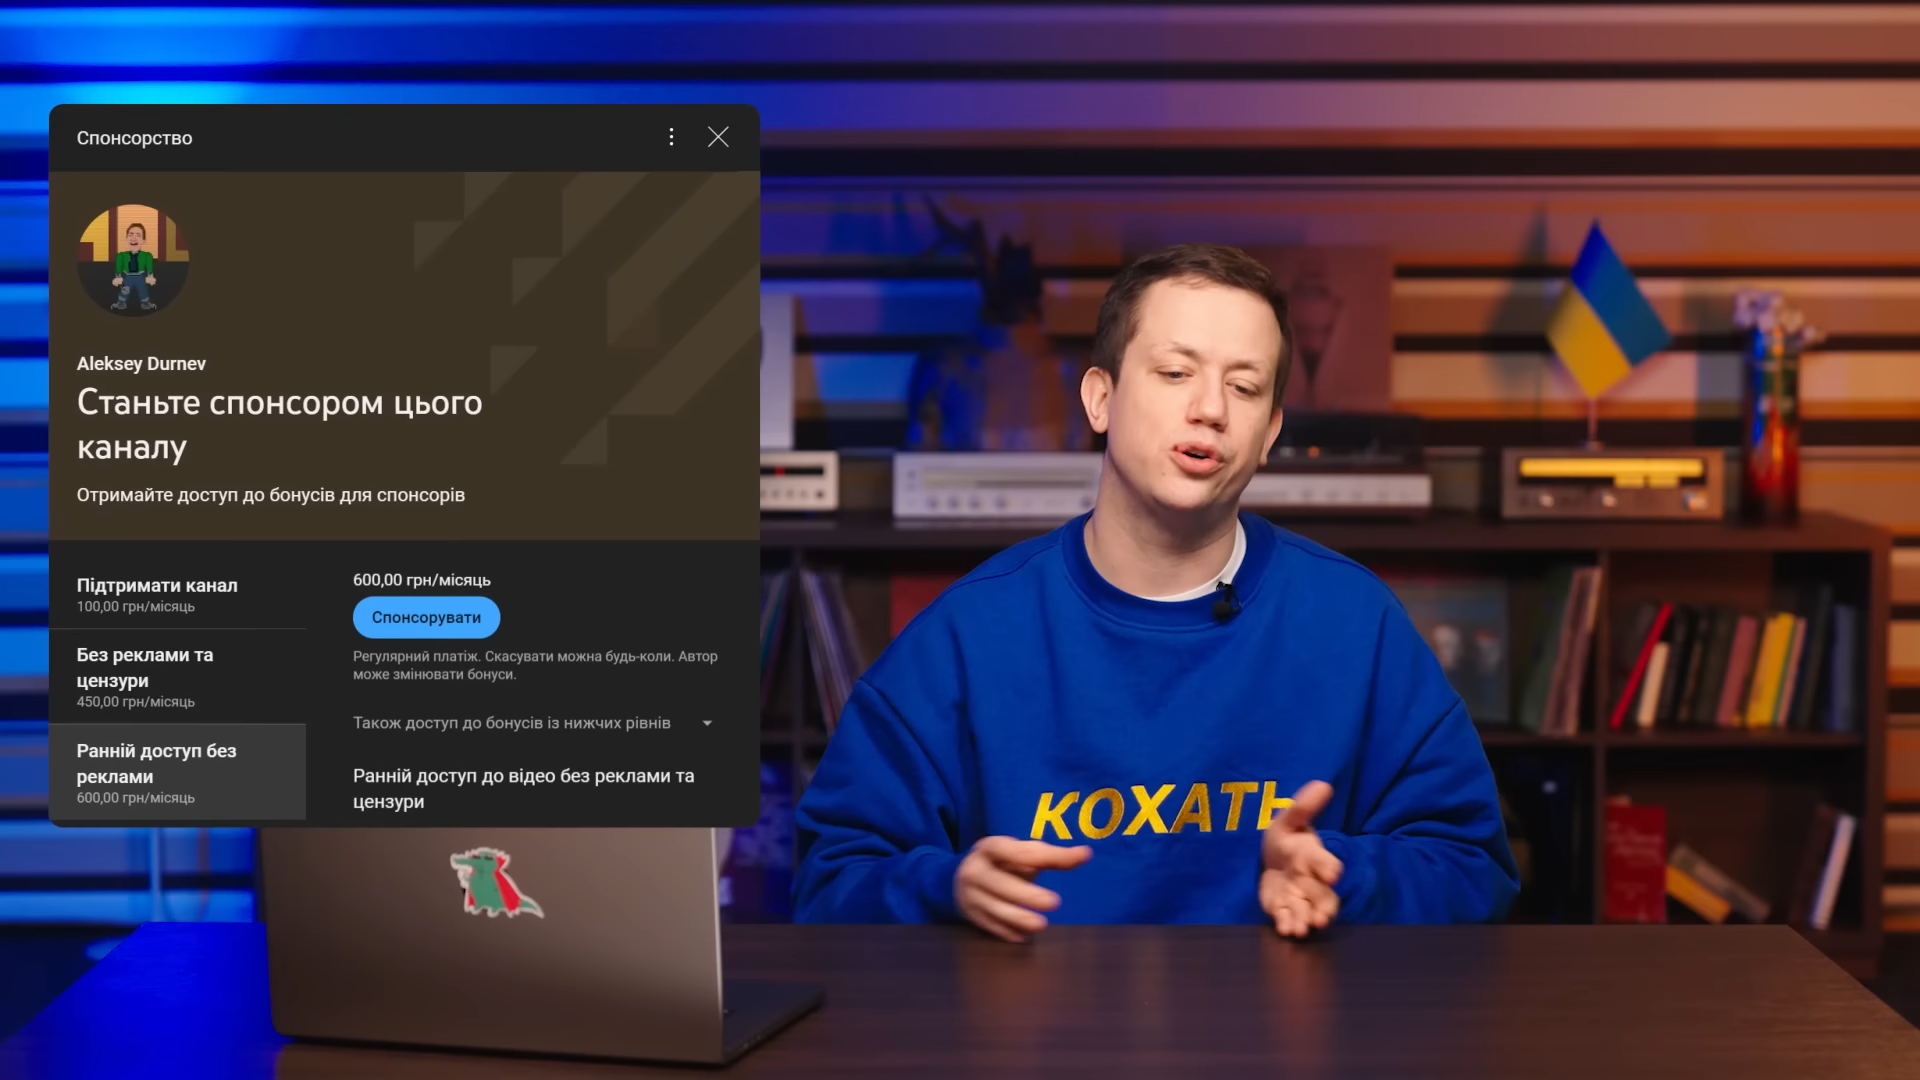 Спонсорство
Aleksey Durnev
Станьте спонсором цього
каналу
Отримайте доступ до бонусів для спонсорів
Підтримати канал
100,00 грн/місяць
Без реклами та
цензури
450,00 грн/місяць
Ранній доступ без
реклами
600,00 грн/місяць
600,00 грн/місяць
Спонсорувати
Регулярний платіж. Скасувати можна будь-коли. Автор
може змінювати бонуси.
Також доступ до бонусів із нижчих рівнів
Ранній доступ до відео без реклами та
цензури
КОХАТЬ